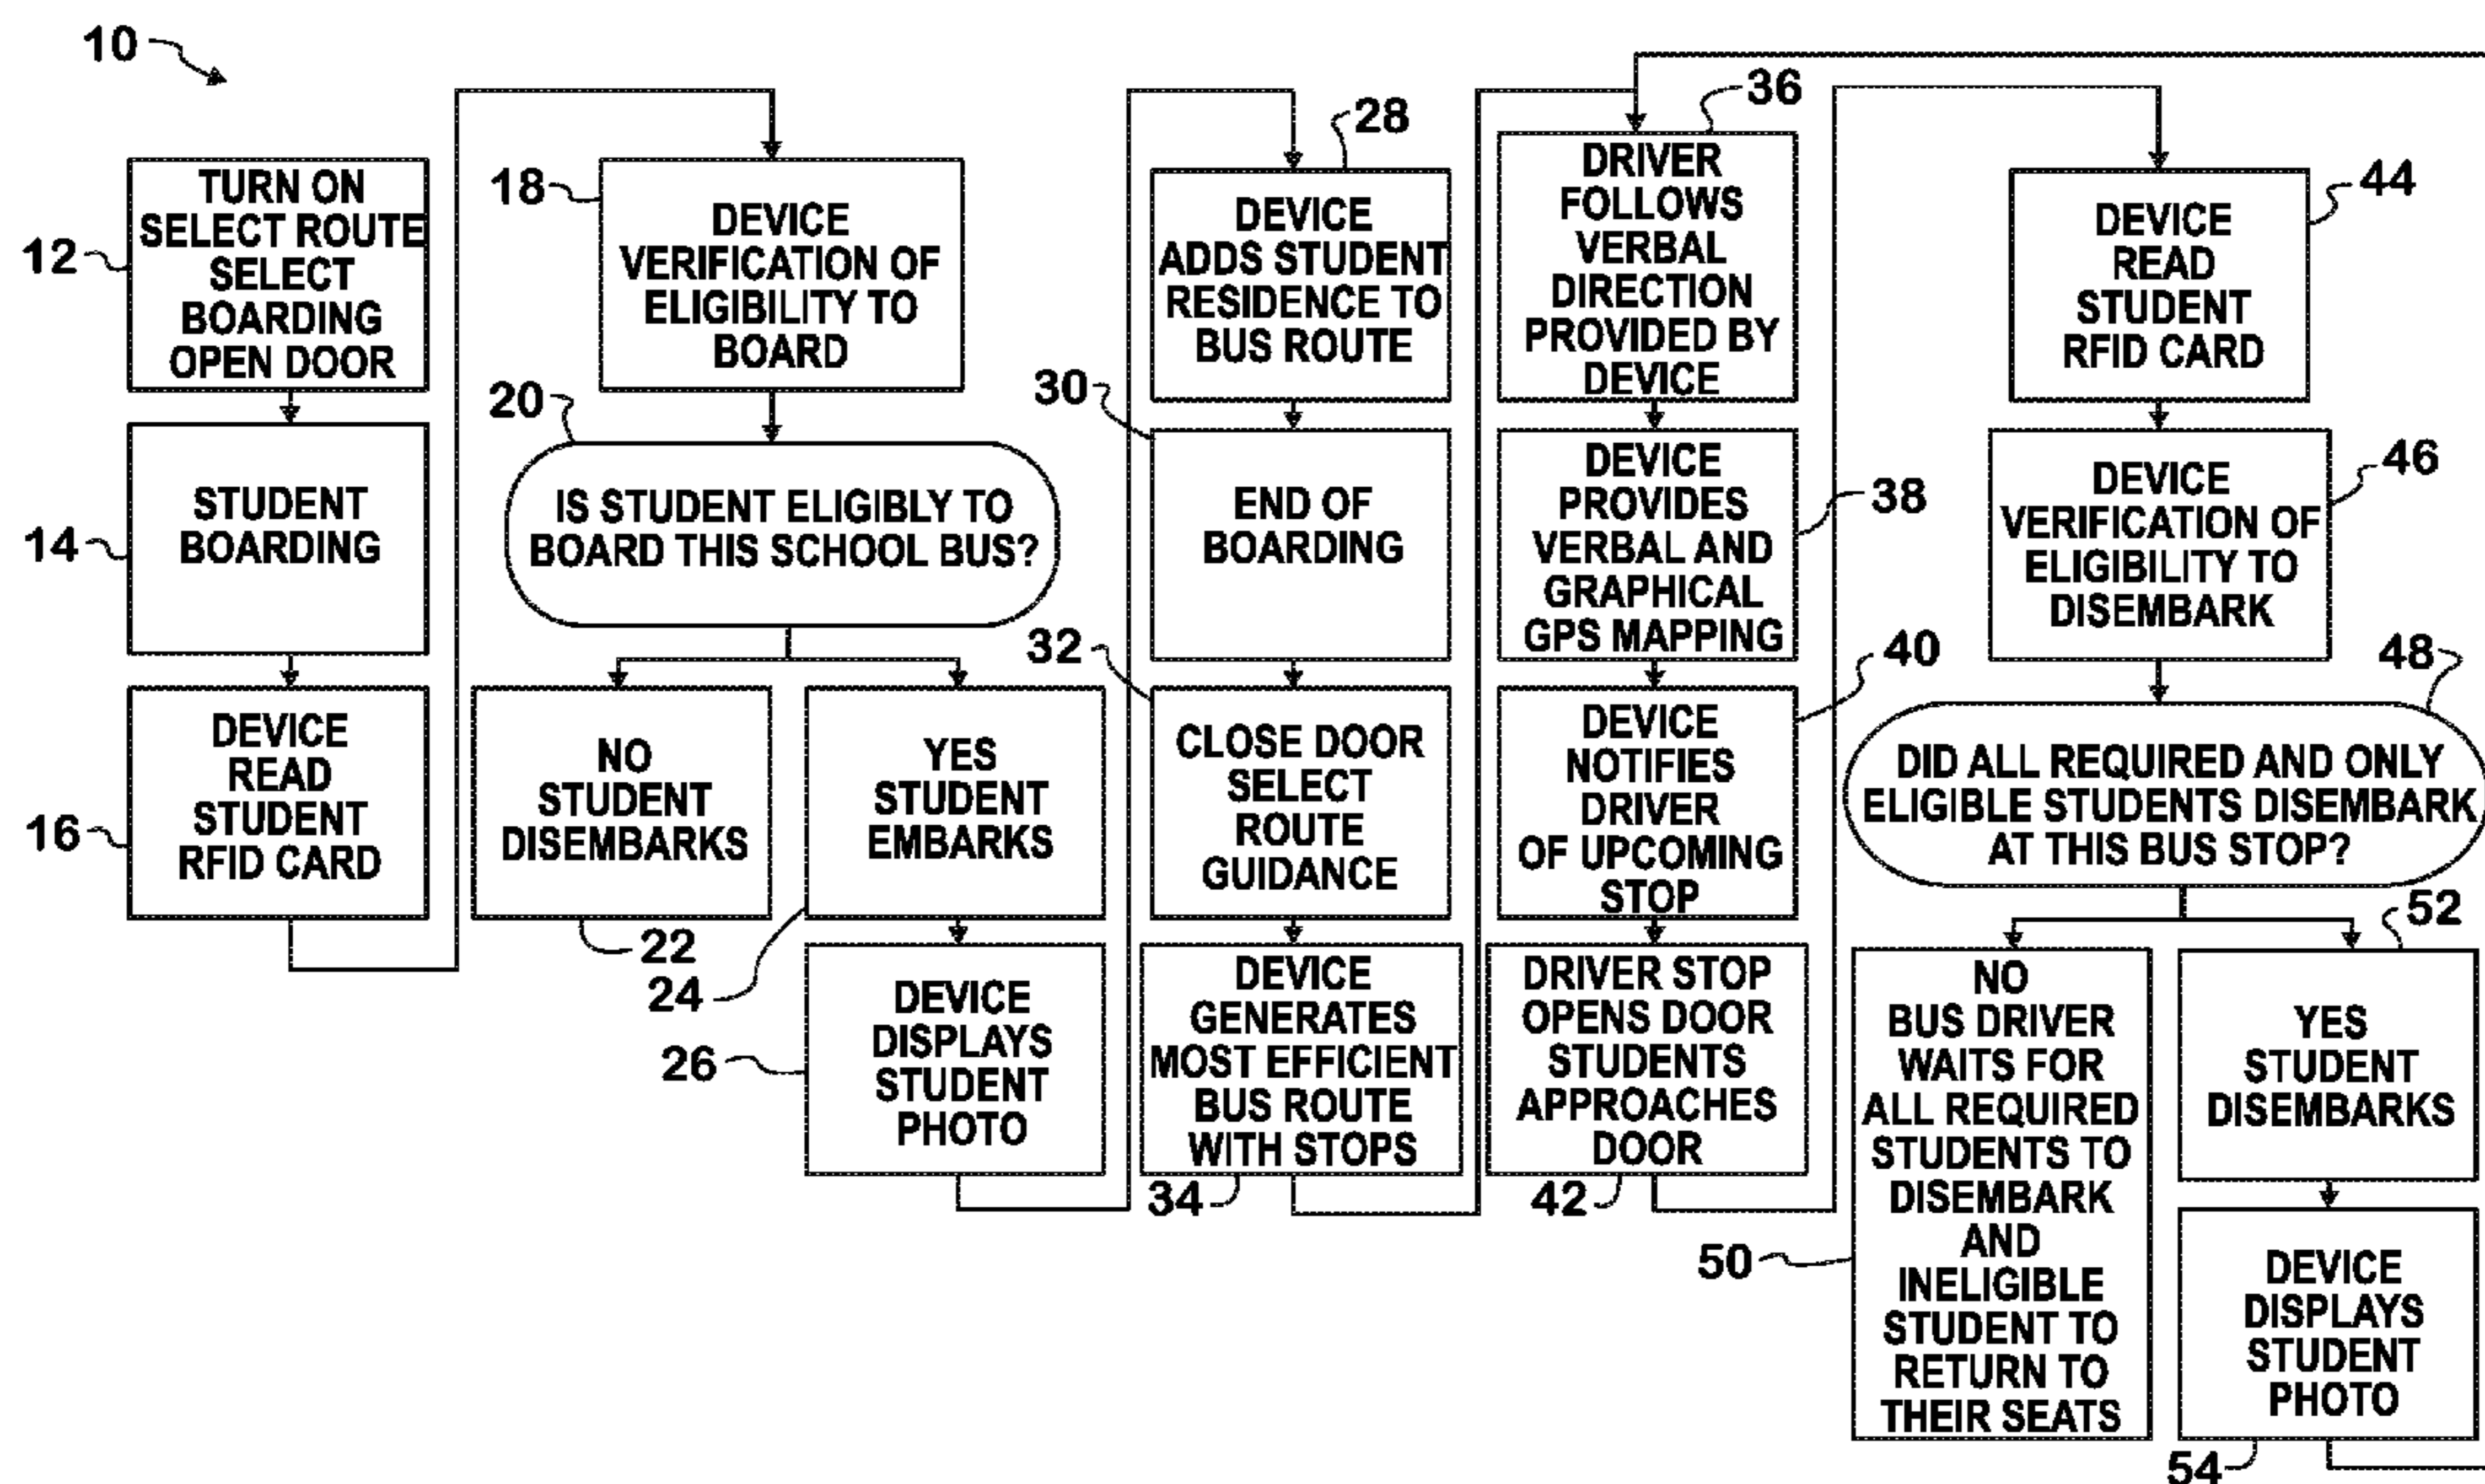 10
12
TURN ON
SELECT ROUTE
SELECT
BOARDING
OPEN DOOR
14
STUDENT
BOARDING
16
DEVICE
READ
STUDENT
RFID CARD
18
DEVICE
VERIFICATION OF
ELIGIBILITY TO
BOARD
20
IS STUDENT ELIGIBLY TO
BOARD THIS SCHOOL BUS?
NO
STUDENT
DISEMBARKS
22
YES
STUDENT
EMBARKS
24
26
DEVICE
DISPLAYS
STUDENT
PHOTO
28
DEVICE
ADDS STUDENT
RESIDENCE TO
BUS ROUTE
30
END OF
BOARDING
32
CLOSE DOOR
SELECT
ROUTE
GUIDANCE
DEVICE
GENERATES
MOST EFFICIENT
BUS ROUTE
WITH STOPS
34
36
DRIVER
FOLLOWS
VERBAL
DIRECTION
PROVIDED BY
DEVICE
38
DEVICE
PROVIDES
VERBAL AND
GRAPHICAL
GPS MAPPING
40
DEVICE
NOTIFIES
DRIVER
OF UPCOMING
STOP
DRIVER STOP
OPENS DOOR
STUDENTS
APPROACHES
DOOR
42
44
DEVICE
READ
STUDENT
RFID CARD
46
DEVICE
VERIFICATION OF
ELIGIBILITY TO
DISEMBARK
48
DID ALL REQUIRED AND ONLY
ELIGIBLE STUDENTS DISEMBARK
AT THIS BUS STOP?
50
NO
BUS DRIVER
WAITS FOR
ALL REQUIRED
STUDENTS TO
DISEMBARK
AND
INELIGIBLE
STUDENT TO
RETURN TO
THEIR SEATS
52
YES
STUDENT
DISEMBARKS
DEVICE
DISPLAYS
STUDENT
PHOTO
54